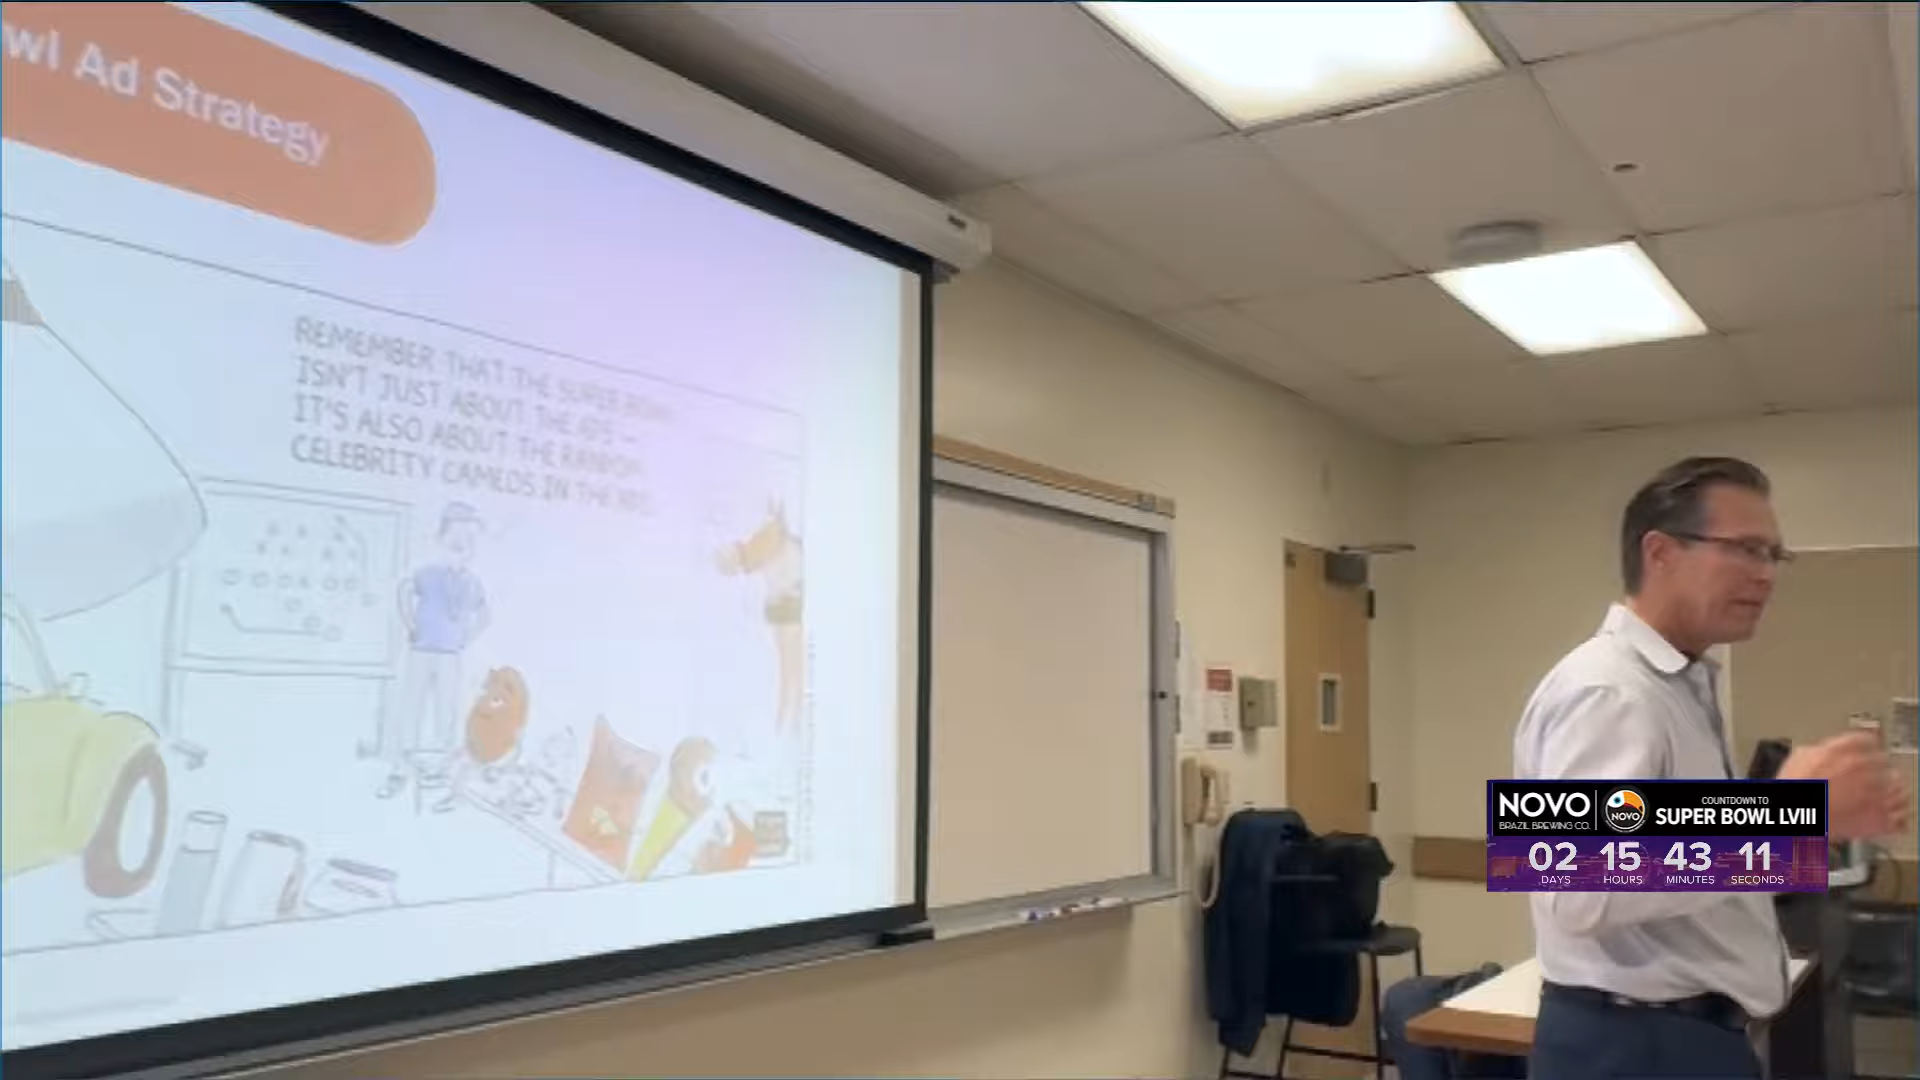 wl Ad Strategy
REMEMBER THAT THE SUPER BOWL
ISN'T JUST ABOUT THE ADS –
IT'S ALSO ABOUT THE RANDOM
CELEBRITY CAMEOS IN THE ADS.
NOVO
BRAZIL BREWING CO.
NOVO
COUNTDOWN TO
SUPER BOWL LVIII
02 15 43 11
DAYS HOURS MINUTES SECONDS